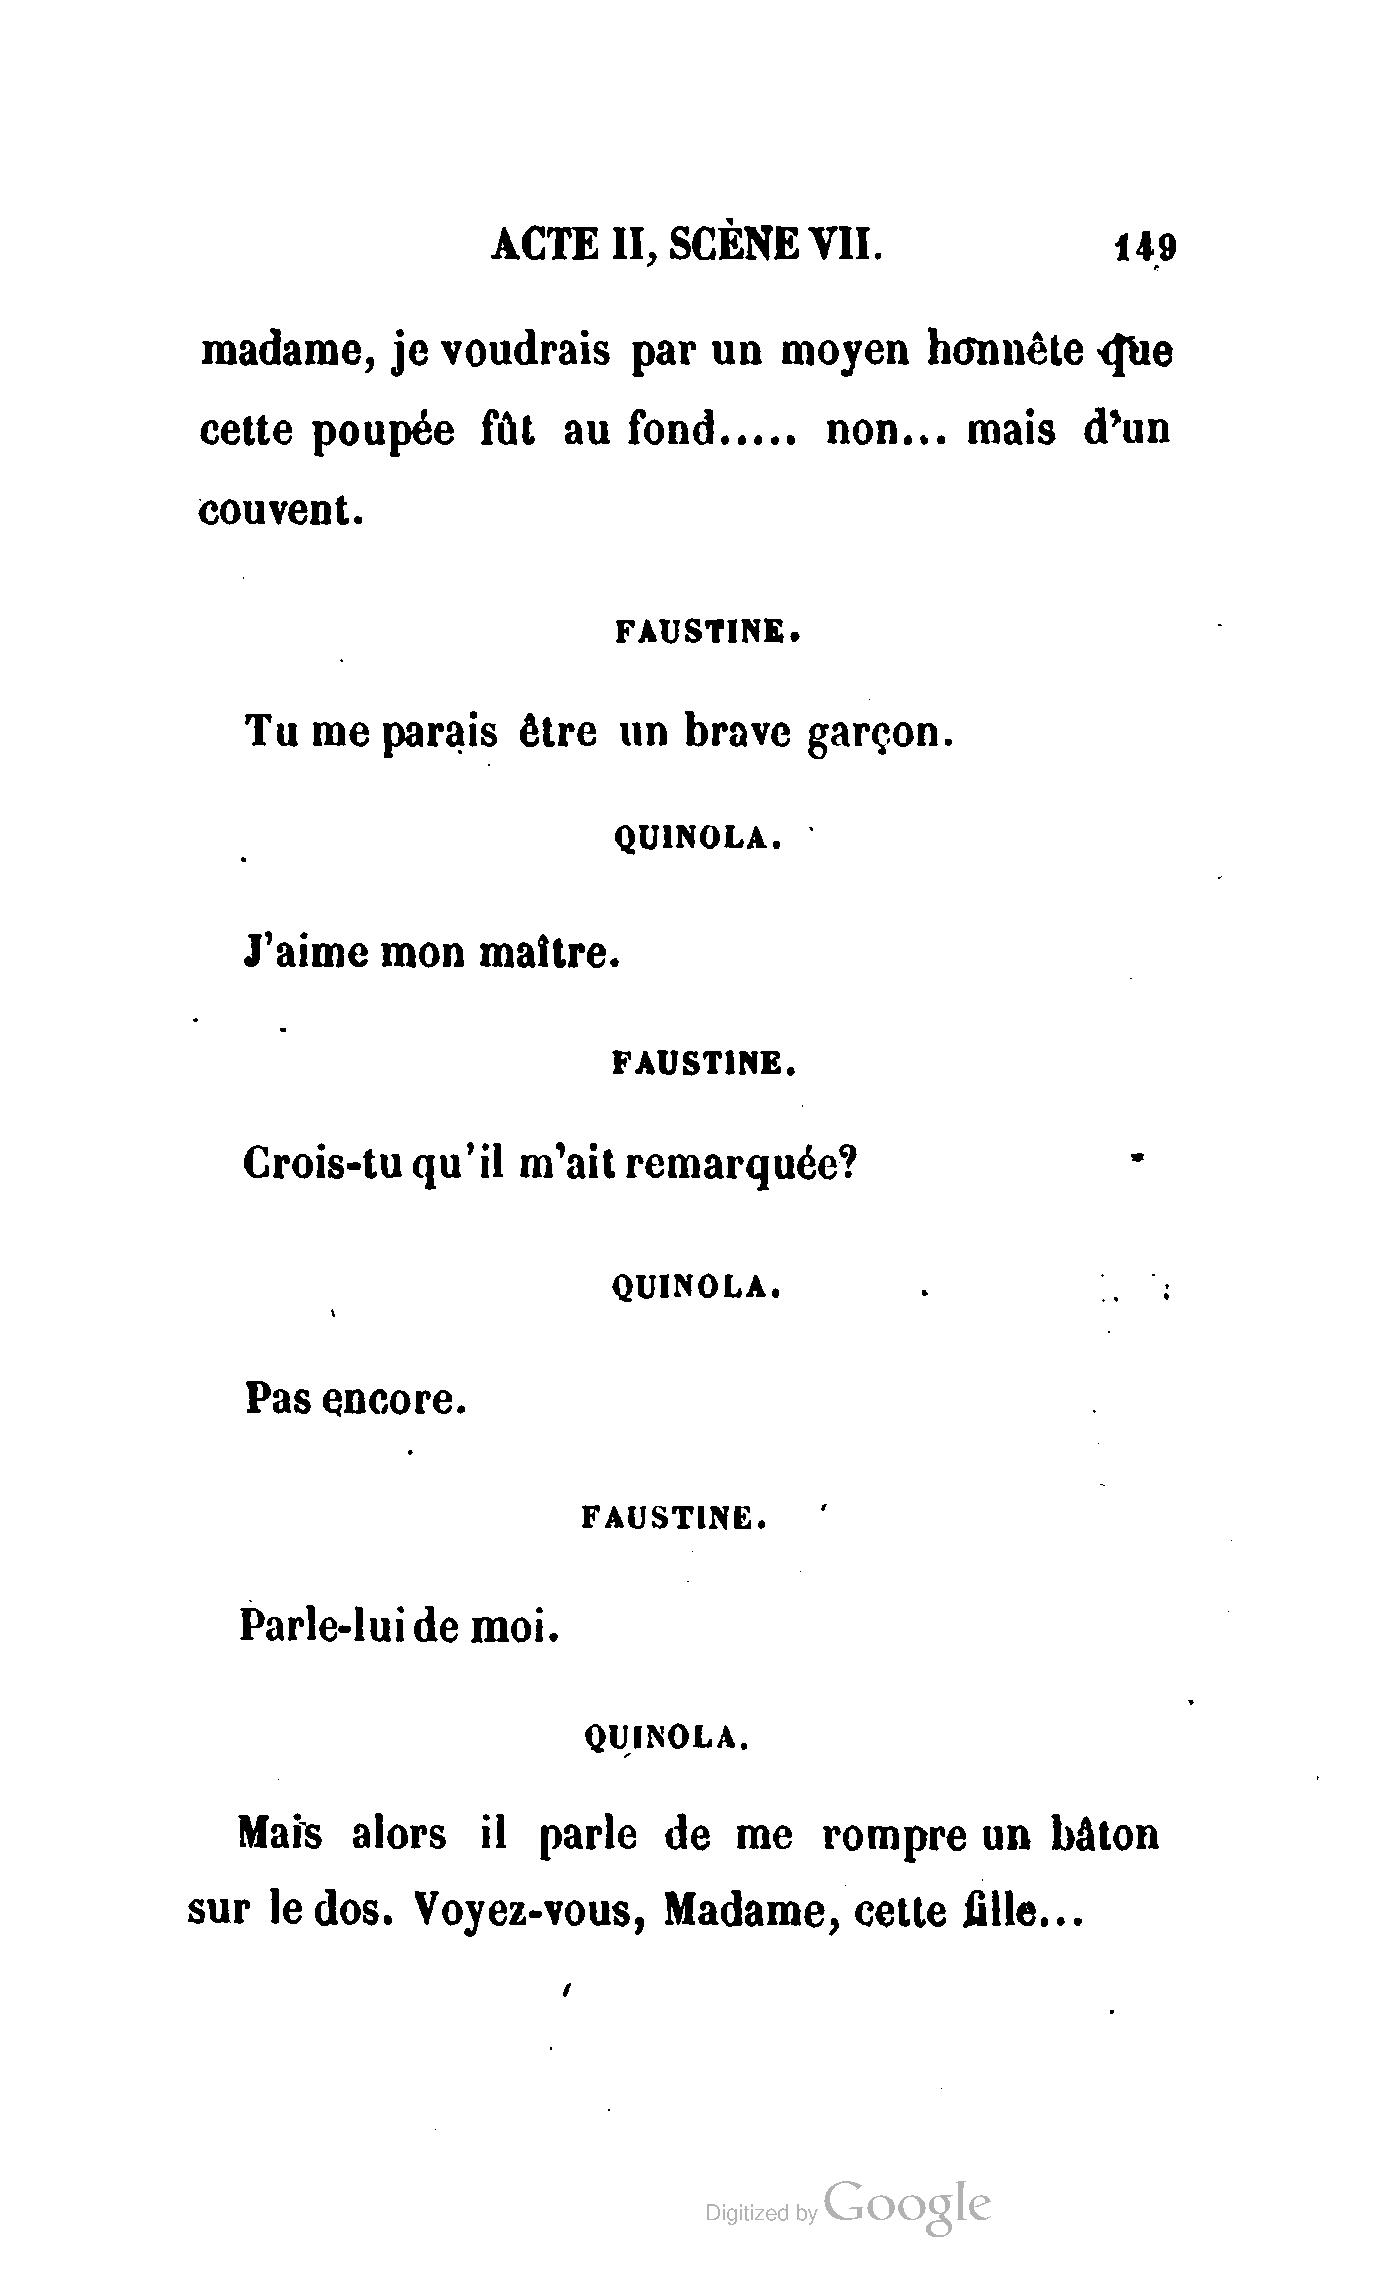 ACTE II, SCÈNE VII. 149
madame, je voudrais par un moyen honnête que
cette poupée fût au fond..... non... mais d'un
couvent.
FAUSTINE.
Tu me parais être un brave garçon.
QUINOLA.
J'aime mon maître.
FAUSTINE.
Crois-tu qu'il m'ait remarquée?
QUINOLA.
Pas encore.
FAUSTINE.
Parle-lui de moi.
QUINOLA.
Mais alors il parle de me rompre un bâton
sur le dos. Voyez-vous, Madame, cette fille...
Digitized by Google